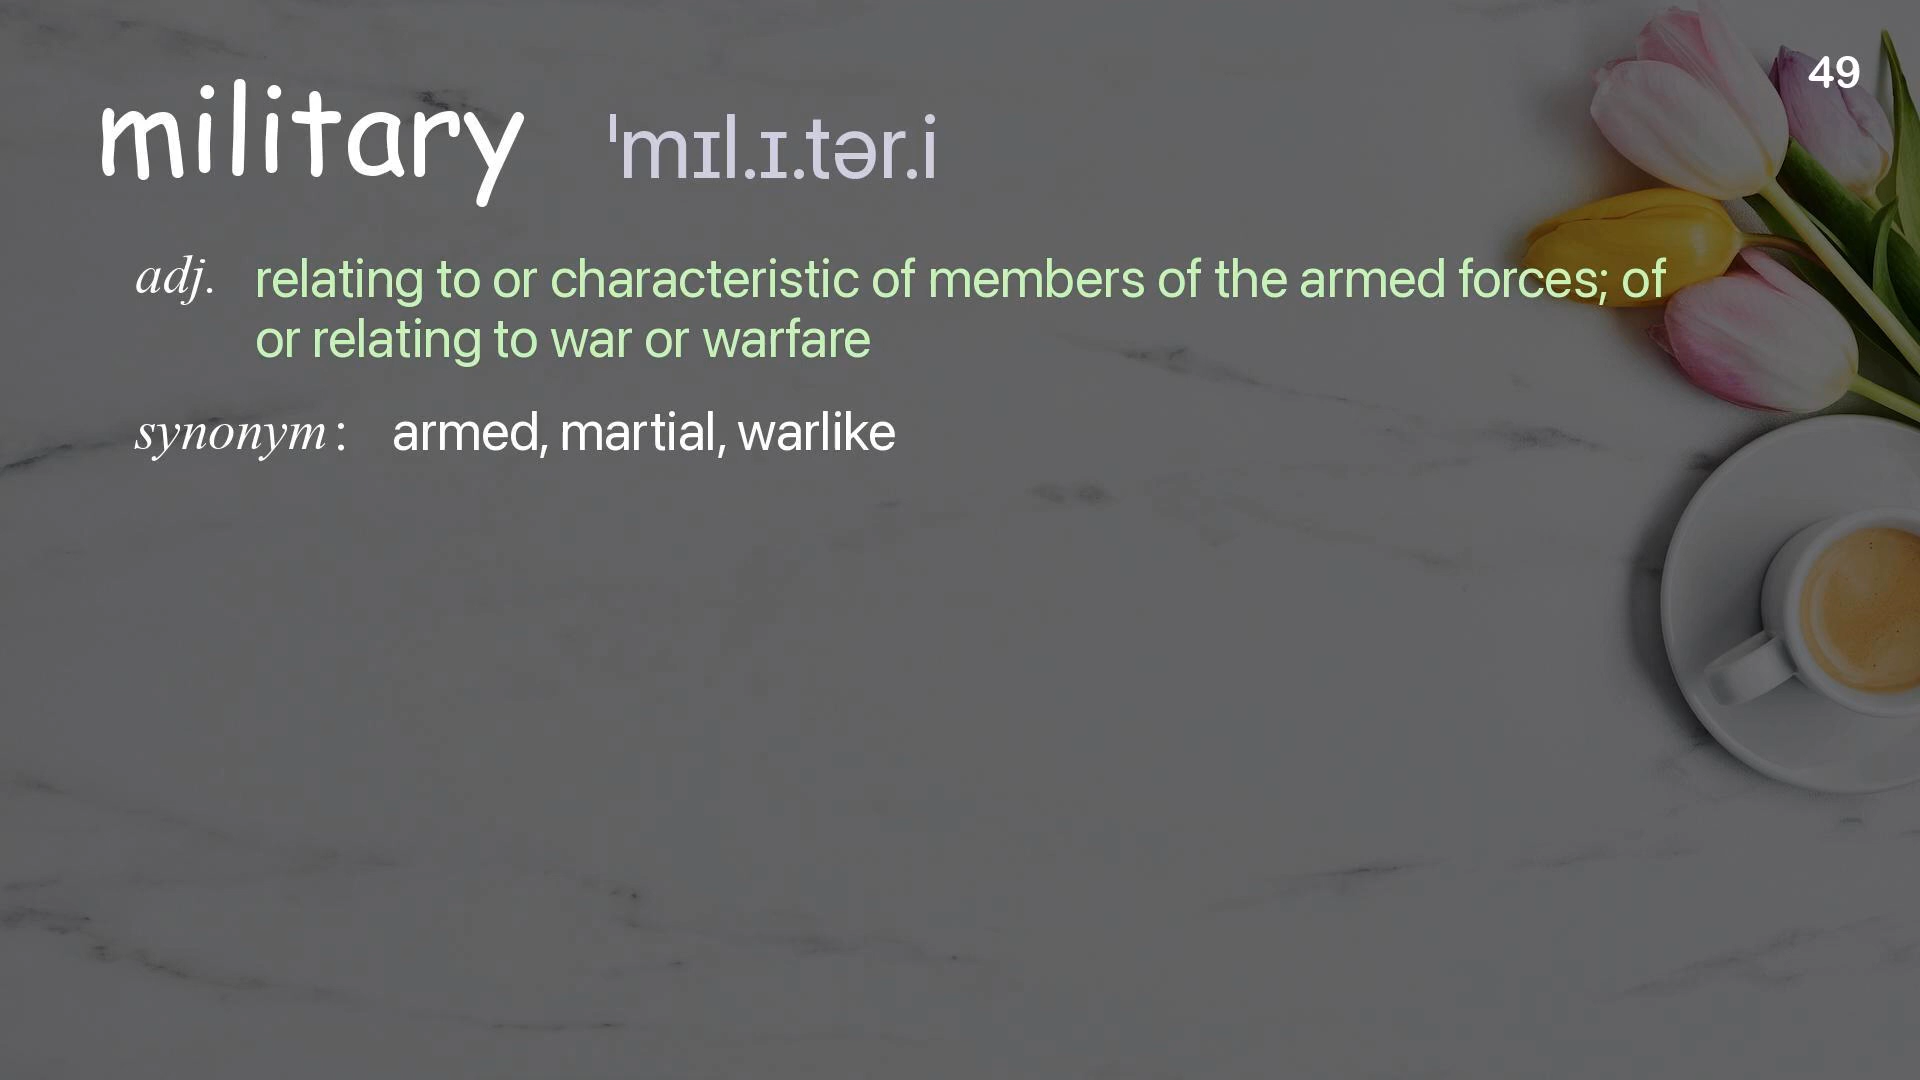 49
military ˈmɪl.ɪ.tər.i
adj. relating to or characteristic of members of the armed forces; of
or relating to war or warfare
synonym: armed, martial, warlike